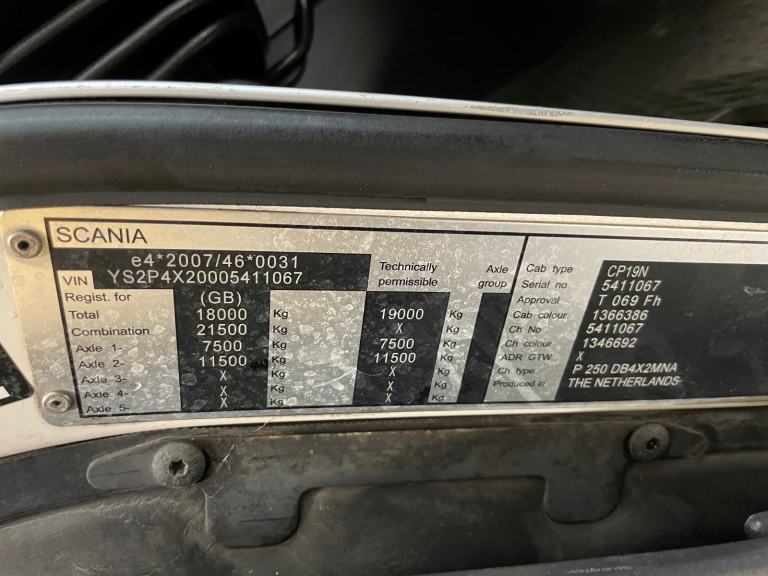 SCANIA
e4*2007/46*0031
VIN YS2P4X20005411067
Technically permissible Axle group
Regist. for (GB)
Total 18000 Kg 19000 Kg
Combination 21500 Kg X Kg
Axle 1- 7500 Kg 7500 Kg
Axle 2- 11500 Kg 11500 Kg
Axle 3- X Kg X Kg
Axle 4- X Kg X Kg
Axle 5- X Kg X Kg
Cab type CP19N
Serial no 5411067
Approval T 069 Fh
Cab colour 1366386
Ch No 5411067
Ch colour 1346692
ADR GTW X
Ch type P 250 DB4X2MNA
Produced in THE NETHERLANDS-